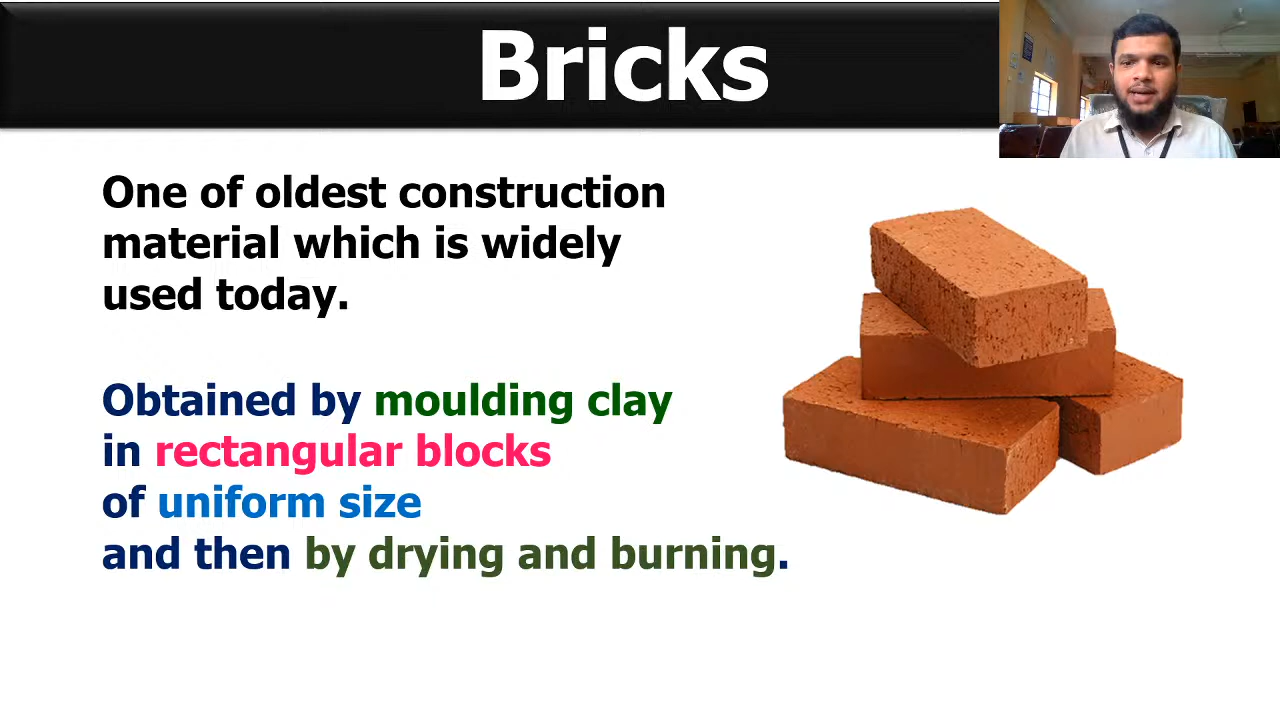 Bricks
One of oldest construction
material which is widely
used today.
Obtained by moulding clay
in rectangular blocks
of uniform size
and then by drying and burning.